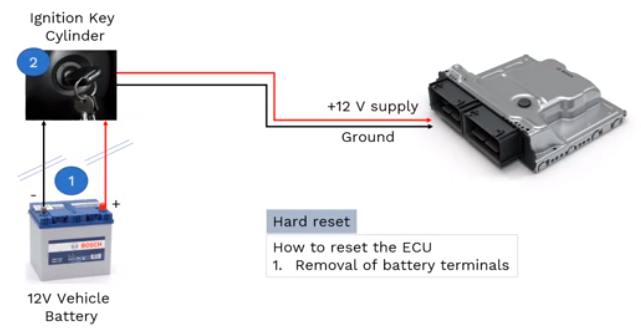 Ignition Key
Cylinder
2
+12 V supply
Ground
1
-
+
BOSCH
Hard reset
How to reset the ECU
1. Removal of battery terminals
12V Vehicle
Battery